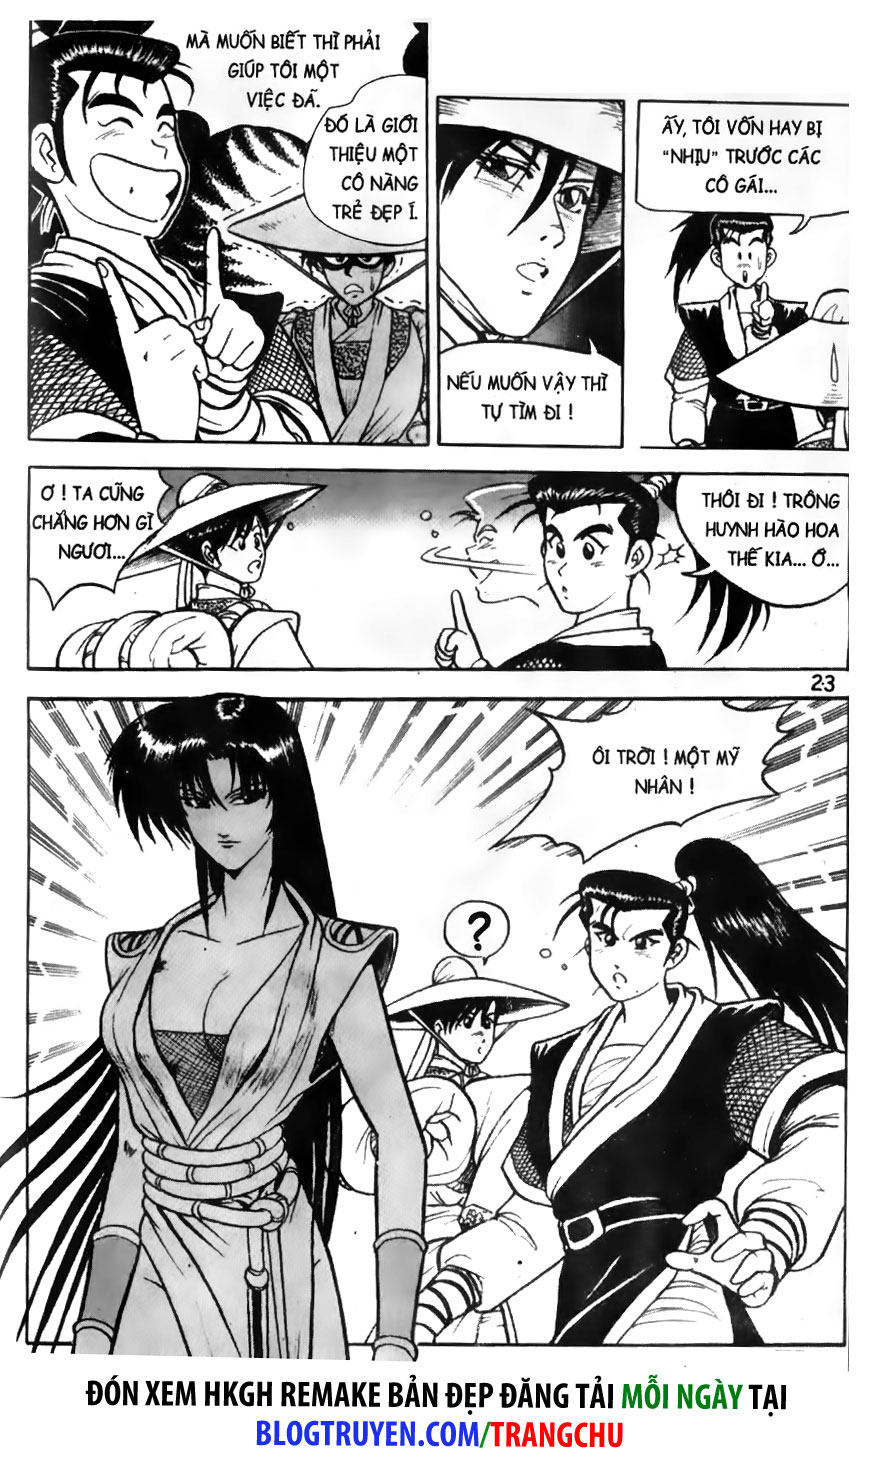 MÀ MUỐN BIẾT THÌ PHẢI
GIÚP TÔI MỘT
VIỆC ĐÃ.
ĐÓ LÀ GIỚI
THIỆU MỘT
CÔ NÀNG
TRẺ ĐẸP Í.
NẾU MUỐN VẬY THÌ
TỰ TÌM ĐI !
ẤY, TÔI VỐN HAY BỊ
“NHỊU” TRƯỚC CÁC
CÔ GÁI...
Ơ ! TA CŨNG
CHẲNG HƠN GÌ
NGƯƠI...
THÔI ĐI ! TRÔNG
HUYNH HÀO HOA
THẾ KIA... Ớ...
23
ÔI TRỜI ! MỘT MỸ
NHÂN !
?
ĐÓN XEM HKGH REMAKE BẢN ĐẸP ĐĂNG TẢI MỖI NGÀY TẠI
BLOGTRUYEN.COM/TRANGCHU